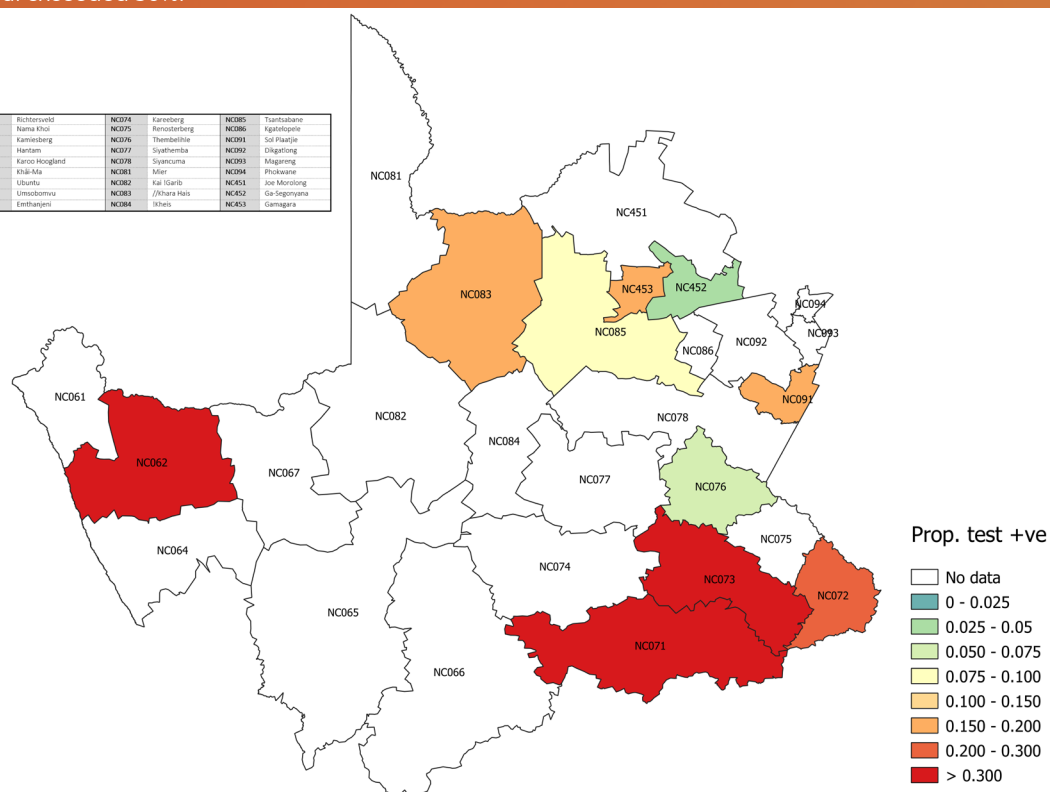 Richtersveld NC074 Kareeberg NC085 Tsantsabane
Nama Khoi NC075 Renosterberg NC086 Kgatelopele
Kamiesberg NC076 Thembelihle NC091 Sol Plaatjie
Hantam NC077 Siyathemba NC092 Dikgatlong
Karoo Hoogland NC078 Siyancuma NC093 Magareng
Khâi-Ma NC081 Mier NC094 Phokwane
Ubuntu NC082 Kai !Garib NC451 Joe Morolong
Umsobomvu NC083 //Khara Hais NC452 Ga-Segonyana
Emthanjeni NC084 !Kheis NC453 Gamagara
NC081
NC451
NC083
NC453
NC452
NC094
NC085
NC093
NC086
NC092
NC061
NC091
NC082
NC078
NC084
NC062
NC067
NC077
NC076
NC064
NC075
NC074
NC073
NC072
NC065
NC071
NC066
Prop. test +ve
No data
0 - 0.025
0.025 - 0.05
0.050 - 0.075
0.075 - 0.100
0.100 - 0.150
0.150 - 0.200
0.200 - 0.300
> 0.300